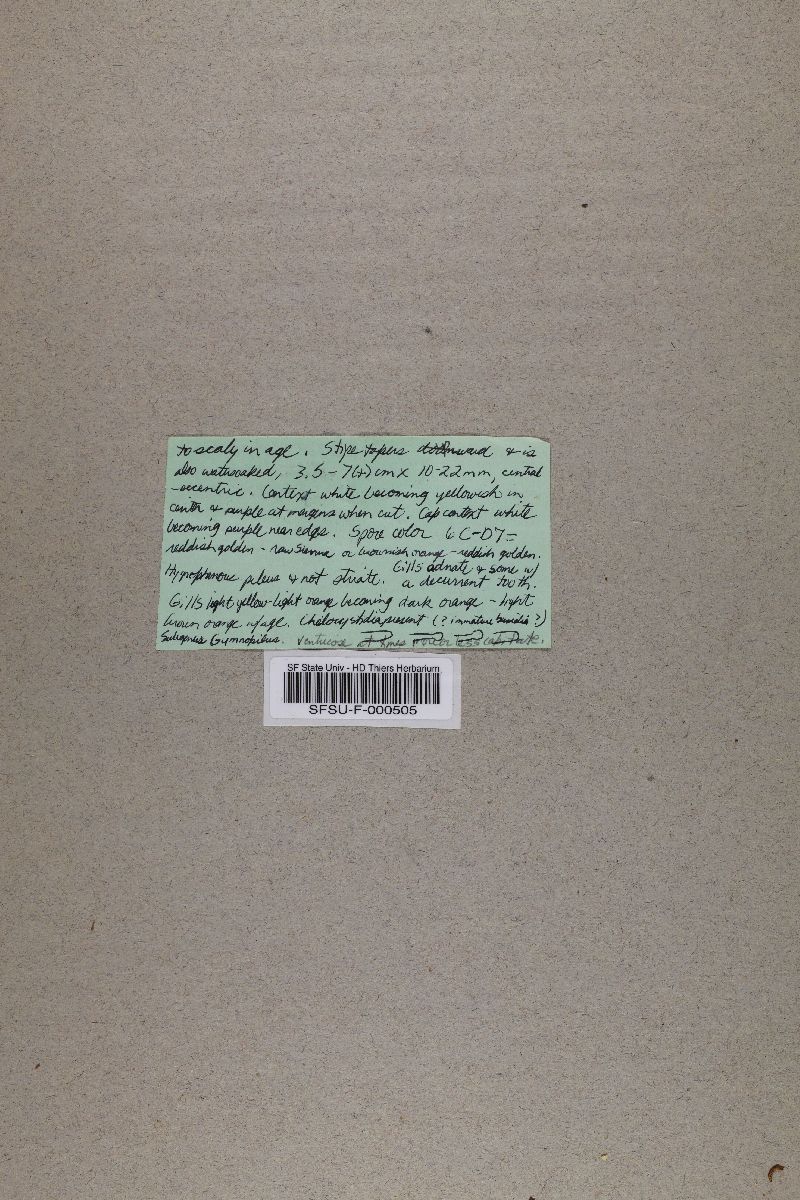 to scaly in age. Stipe tapers downward & is
also watersoaked, 3.5-7(+) cm x 10-22mm, central
-eccentric. Context white becoming yellowish in
center & purple at margins when cut. Cap context white
becoming purple near edges. Spore color 6 C-D7=
reddish golden - raw sienna or brownish orange - reddish golden.
Hygrophanous pileus & not striate. Gills adnate & some w/
a decurrent tooth.
Gills light yellow-light orange becoming dark orange - light
brown orange w/age. Cheilocystidia present (? immature basidia ?)
Subgenus Gymnopilus. Ventricose
SF State Univ - HD Thiers Herbarium
SFSU-F-000505